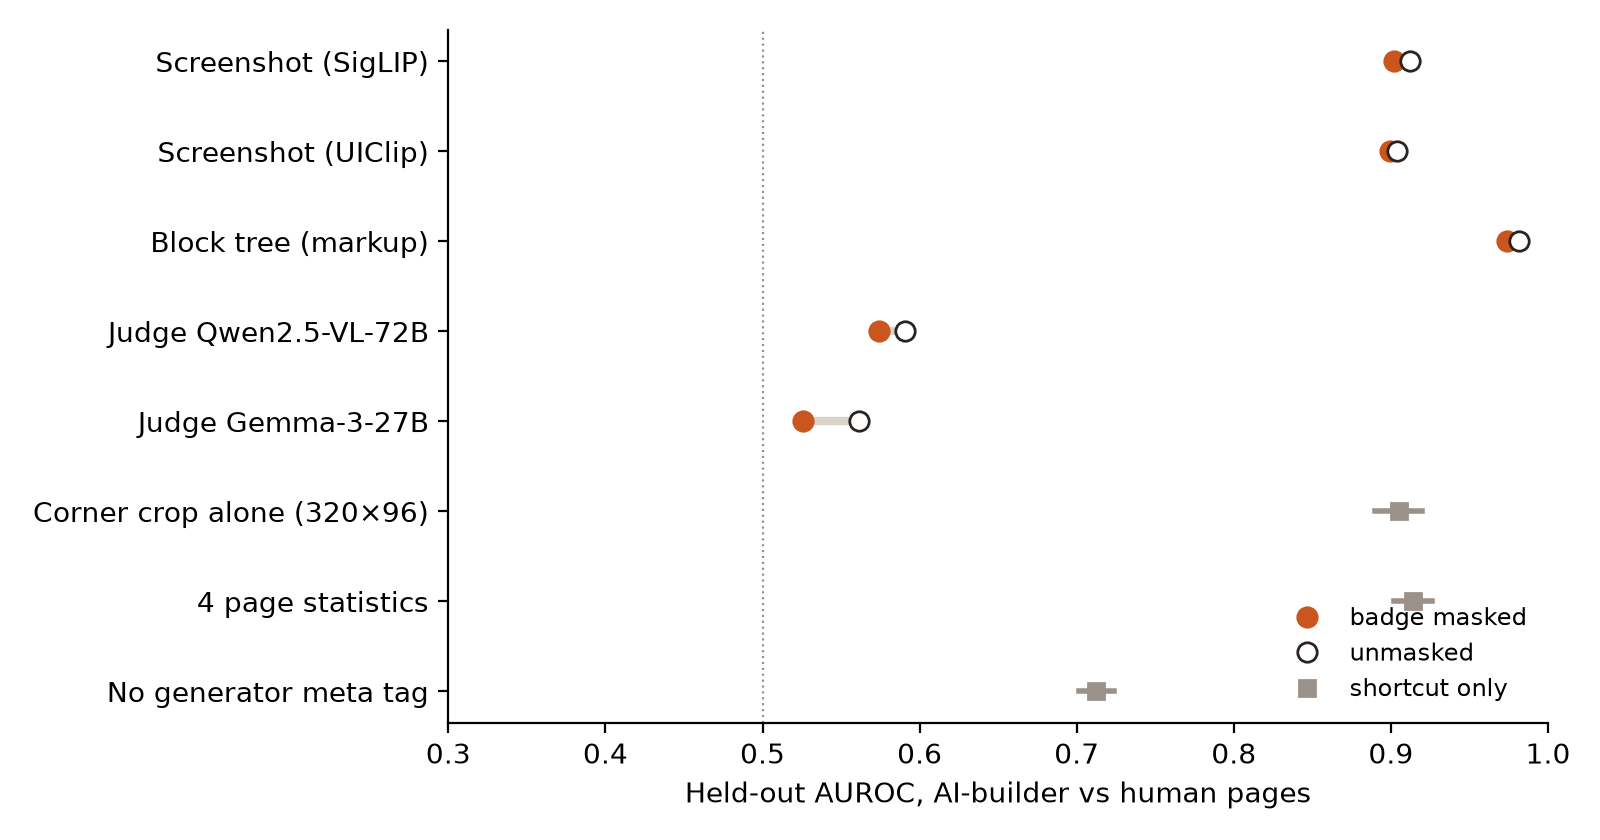 Screenshot (SigLIP)
Screenshot (UIClip)
Block tree (markup)
Judge Qwen2.5-VL-72B
Judge Gemma-3-27B
Corner crop alone (320×96)
4 page statistics
No generator meta tag
badge masked
unmasked
shortcut only
0.3 0.4 0.5 0.6 0.7 0.8 0.9 1.0
Held-out AUROC, AI-builder vs human pages